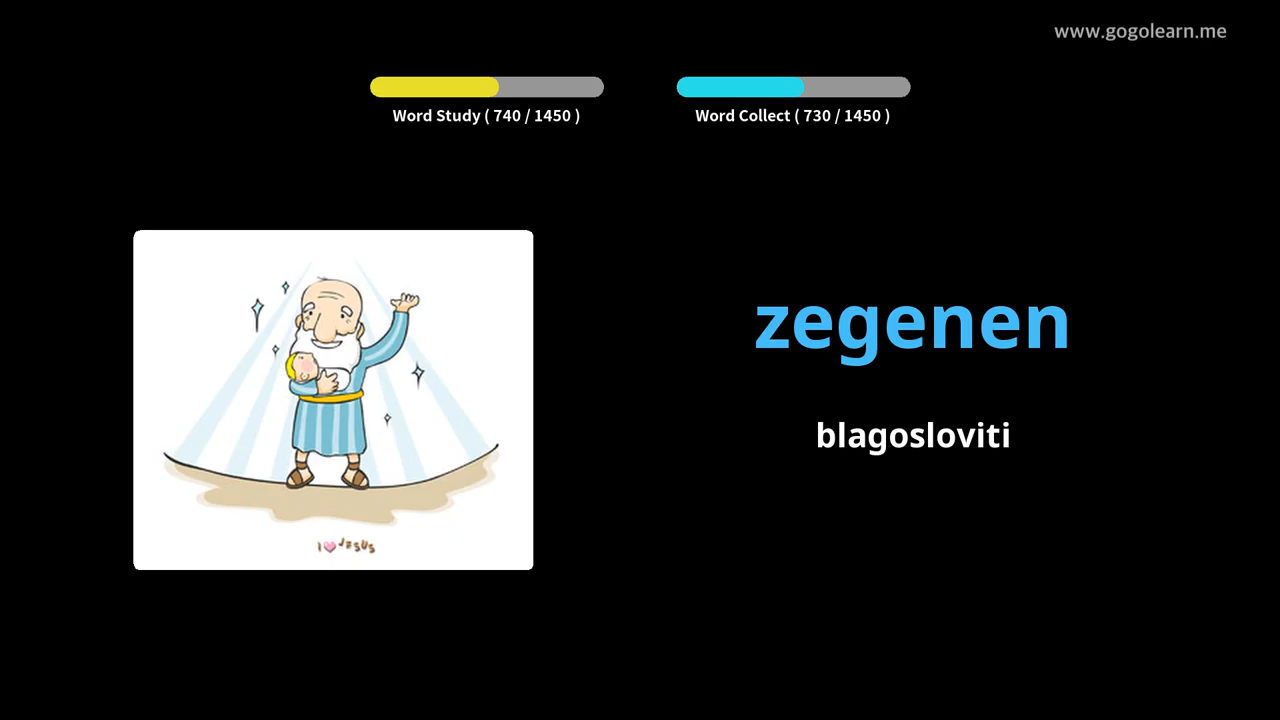 www.gogolearn.me
Word Study ( 740 / 1450 )
Word Collect ( 730 / 1450 )
zegenen
blagosloviti
I JESUS